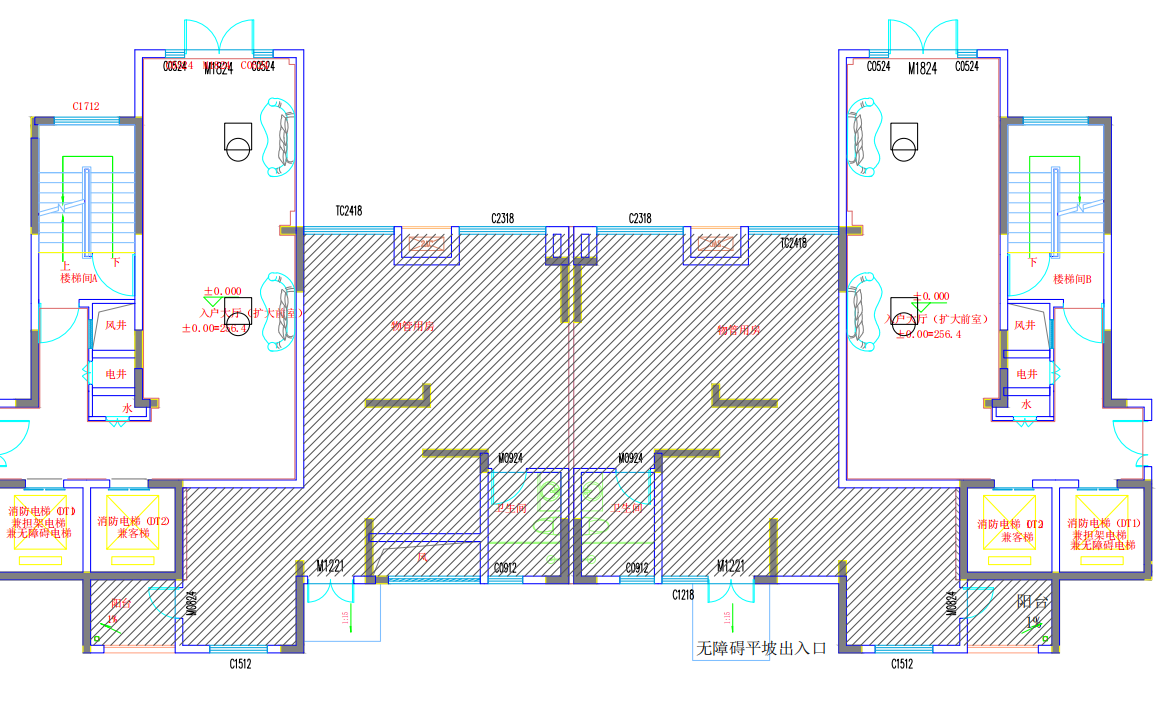 C0524
M1824
C0524
C0524
M1824
C0524
C1712
TC2418
C2318
C2318
TC2418
上
下
楼梯间A
下
楼梯间B
±0.000
入户大厅（扩大前室）
±0.00=256.4
±0.000
入户大厅（扩大前室）
±0.00=256.4
风井
物管用房
物管用房
风井
电井
电井
水
水
M0924
M0924
卫生间
卫生间
消防电梯（DT1）
兼担架电梯
兼无障碍电梯
消防电梯（DT2）
兼客梯
消防电梯
兼客梯
消防电梯（DT1）
兼担架电梯
兼无障碍电梯
风
M1221
C0912
C0912
M1221
C1218
阳台
1%
M0824
1:15
1:15
M0824
阳台
1%
无障碍平坡出入口
C1512
C1512